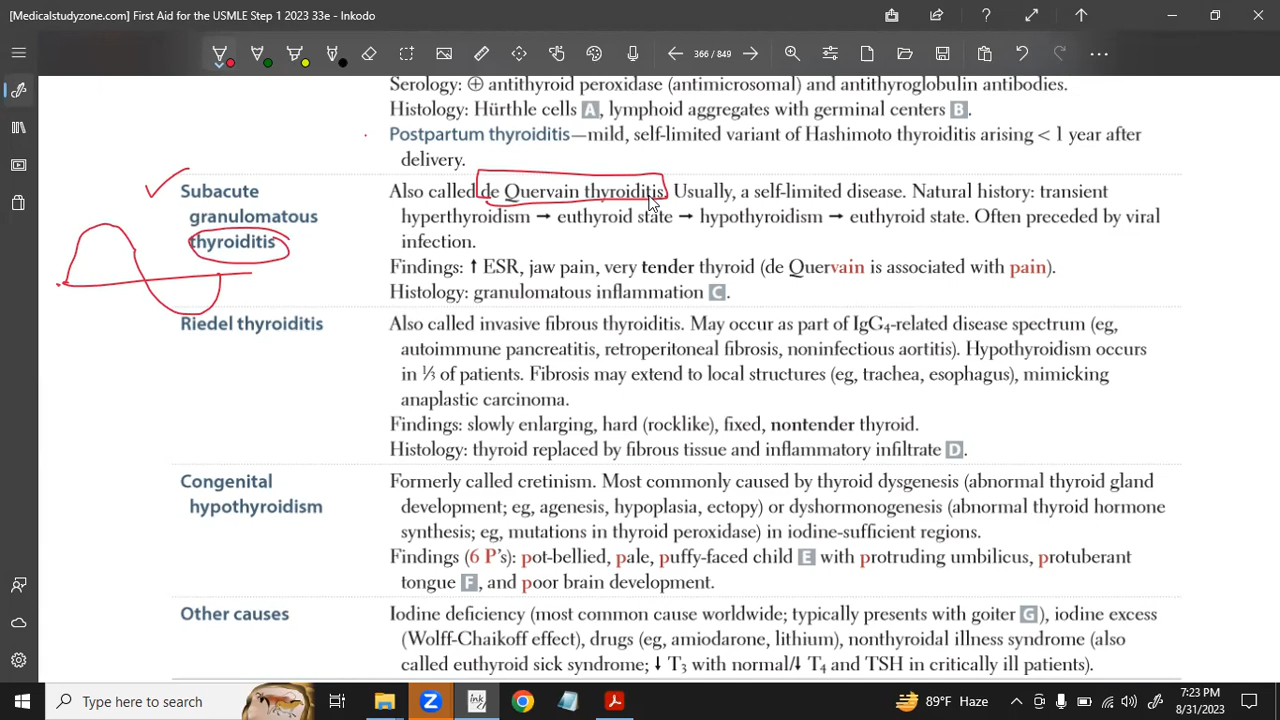 [Medicalstudyzone.com] First Aid for the USMLE Step 1 2023 33e - Inkodo
366 / 849
Serology: ⊕ antithyroid peroxidase (antimicrosomal) and antithyroglobulin antibodies.
Histology: Hürthle cells A, lymphoid aggregates with germinal centers B.
Postpartum thyroiditis—mild, self-limited variant of Hashimoto thyroiditis arising < 1 year after
delivery.
Subacute
granulomatous
thyroiditis
Also called de Quervain thyroiditis. Usually, a self-limited disease. Natural history: transient
hyperthyroidism → euthyroid state → hypothyroidism → euthyroid state. Often preceded by viral
infection.
Findings: ↑ ESR, jaw pain, very tender thyroid (de Quervain is associated with pain).
Histology: granulomatous inflammation C.
Riedel thyroiditis
Also called invasive fibrous thyroiditis. May occur as part of IgG₄-related disease spectrum (eg,
autoimmune pancreatitis, retroperitoneal fibrosis, noninfectious aortitis). Hypothyroidism occurs
in ⅓ of patients. Fibrosis may extend to local structures (eg, trachea, esophagus), mimicking
anaplastic carcinoma.
Findings: slowly enlarging, hard (rocklike), fixed, nontender thyroid.
Histology: thyroid replaced by fibrous tissue and inflammatory infiltrate D.
Congenital
hypothyroidism
Formerly called cretinism. Most commonly caused by thyroid dysgenesis (abnormal thyroid gland
development; eg, agenesis, hypoplasia, ectopy) or dyshormonogenesis (abnormal thyroid hormone
synthesis; eg, mutations in thyroid peroxidase) in iodine-sufficient regions.
Findings (6 P's): pot-bellied, pale, puffy-faced child E with protruding umbilicus, protuberant
tongue F, and poor brain development.
Other causes
Iodine deficiency (most common cause worldwide; typically presents with goiter G), iodine excess
(Wolff-Chaikoff effect), drugs (eg, amiodarone, lithium), nonthyroidal illness syndrome (also
called euthyroid sick syndrome; ↓ T₃ with normal/↓ T₄ and TSH in critically ill patients).
Type here to search
89°F Haze
7:23 PM
8/31/2023